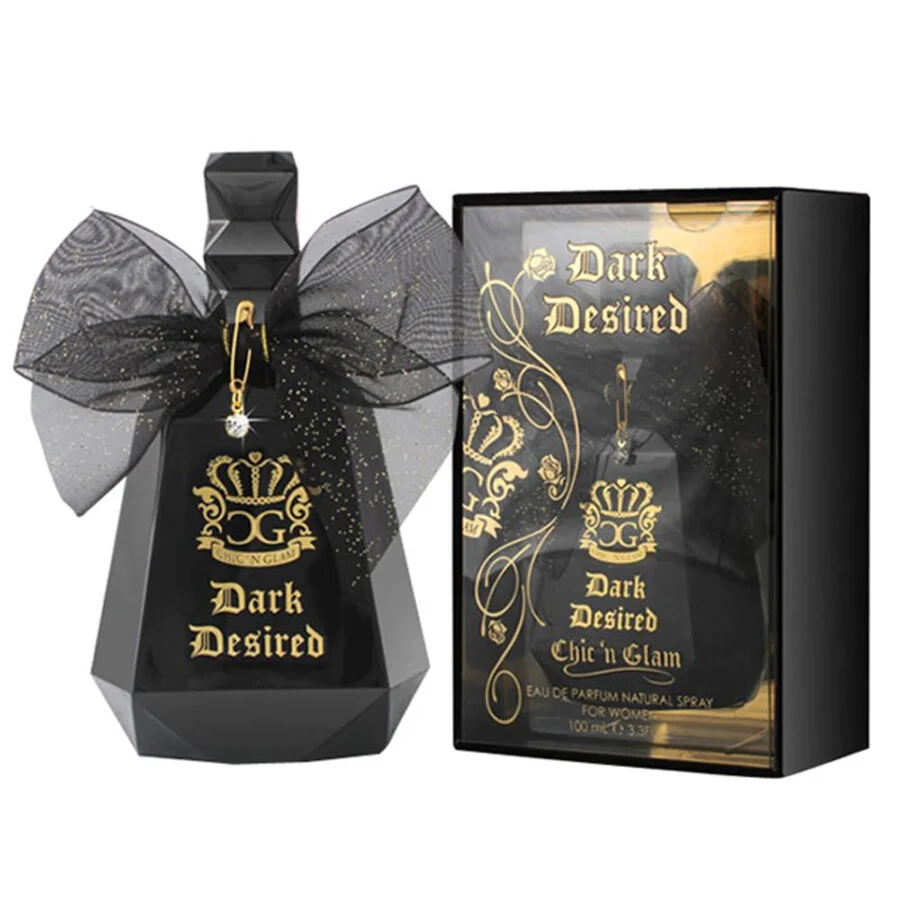 CG
CHIC 'N GLAM
Dark
Desired
Dark
Desired
CG
CHIC 'N GLAM
Dark
Desired
Chic 'n Glam
EAU DE PARFUM NATURAL SPRAY
FOR WOMEN
100 mL